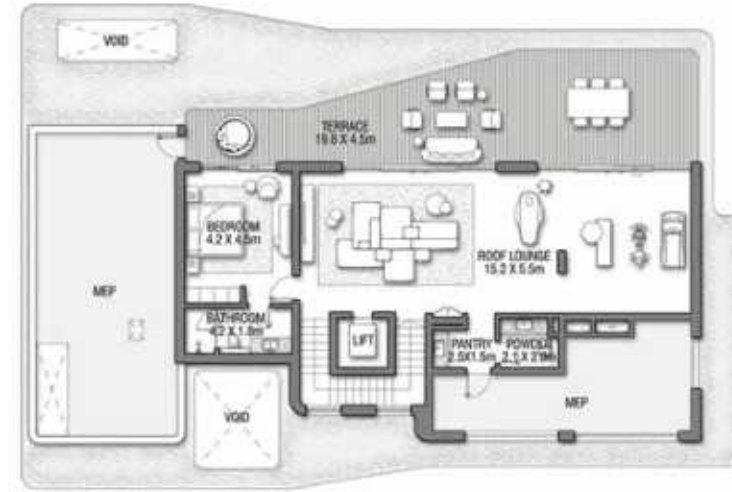 VOID
TERRACE
19.6 X 4.5m
BEDROOM
4.2 X 4.5m
ROOF LOUNGE
15.2 X 5.5m
MEP
BATHROOM
4.2 X 1.8m
LIFT
PANTRY
2.5X1.5m
POWDER
MEP
VOID